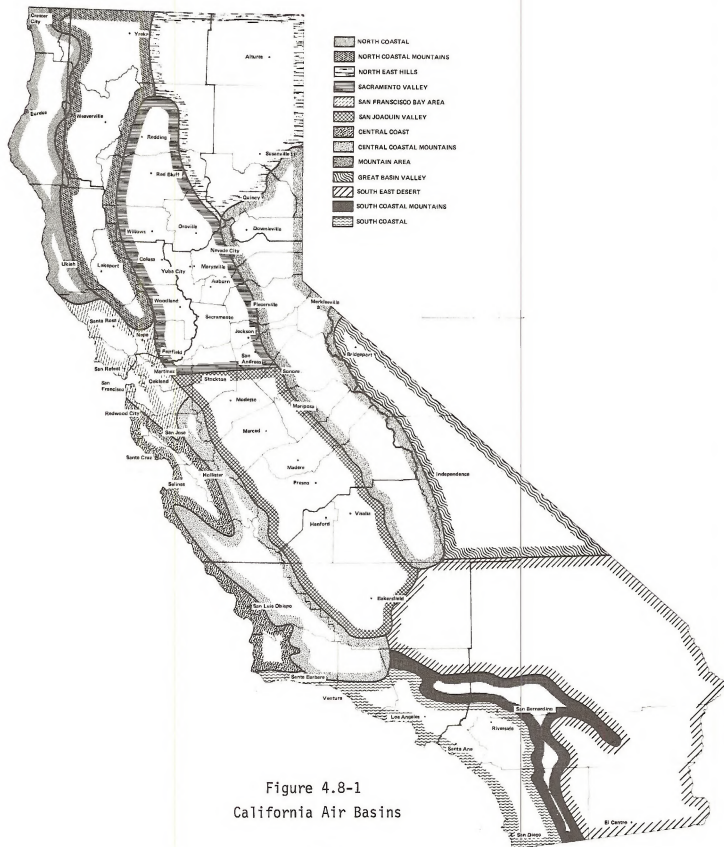 Crescent
City
Yreka
Alturas
Eureka
Weaverville
Redding
Susanville
Red Bluff
Quincy
Willows
Oroville
Downieville
Nevada City
Ukiah
Lakeport
Colusa
Yuba City
Marysville
Auburn
Woodland
Placerville
Markleeville
Santa Rosa
Napa
Sacramento
Jackson
Fairfield
San
Andreas
Bridgeport
San Rafael
Martinez
Oakland
Stockton
Sonora
San
Francisco
Redwood City
Modesto
Mariposa
San Jose
Merced
Santa Cruz
Hollister
Madera
Independence
Salinas
Fresno
Hanford
Visalia
Bakersfield
San Luis Obispo
Santa Barbara
Ventura
San Bernardino
Los Angeles
Riverside
Santa Ana
San Diego
El Centro
NORTH COASTAL
NORTH COASTAL MOUNTAINS
NORTH EAST HILLS
SACRAMENTO VALLEY
SAN FRANSCISCO BAY AREA
SAN JOAQUIN VALLEY
CENTRAL COAST
CENTRAL COASTAL MOUNTAINS
MOUNTAIN AREA
GREAT BASIN VALLEY
SOUTH EAST DESERT
SOUTH COASTAL MOUNTAINS
SOUTH COASTAL
Figure 4.8-1
California Air Basins